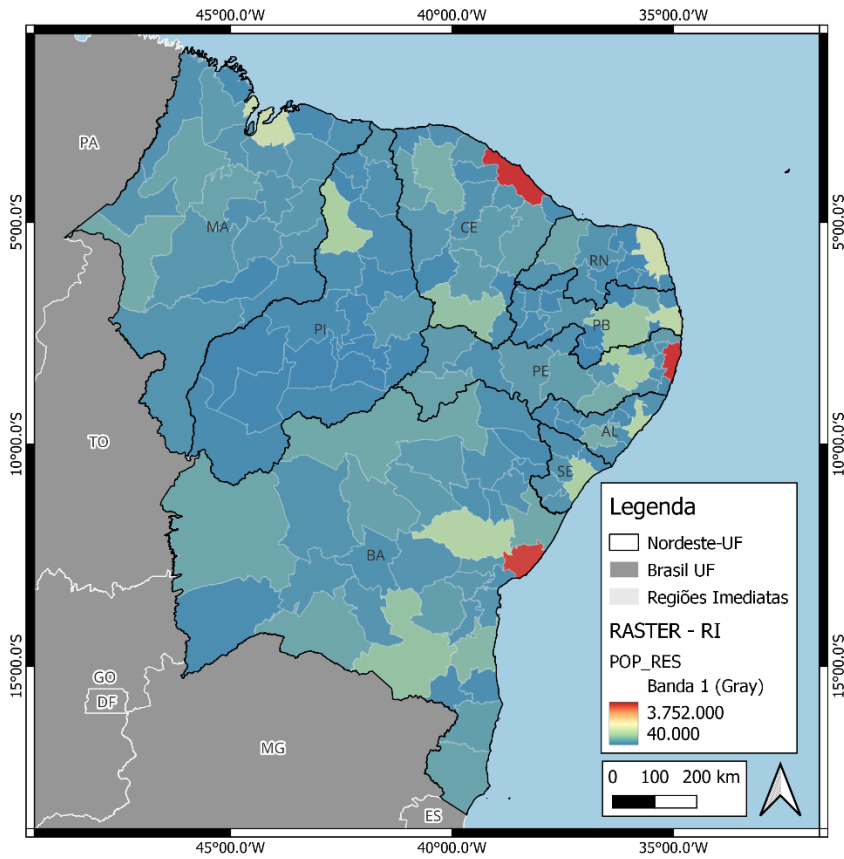 45°00.0'W 40°00.0'W 35°00.0'W
PA
5°00.0'S 5°00.0'S
MA
CE
RN
PB
PI
PE
AL
TO
10°00.0'S 10°00.0'S
SE
BA
Legenda
Nordeste-UF
Brasil UF
Regiões Imediatas
RASTER - RI
POP_RES
Banda 1 (Gray)
3.752.000
40.000
15°00.0'S 15°00.0'S
GO
DF
MG
ES
0 100 200 km
45°00.0'W 40°00.0'W 35°00.0'W